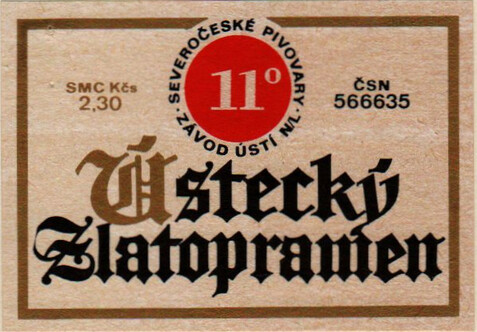 SEVEROČESKÉ PIVOVARY
· ZÁVOD ÚSTÍ N/L ·
11°
SMC Kčs
2,30
ČSN
566635
Ústecký
Zlatopramen